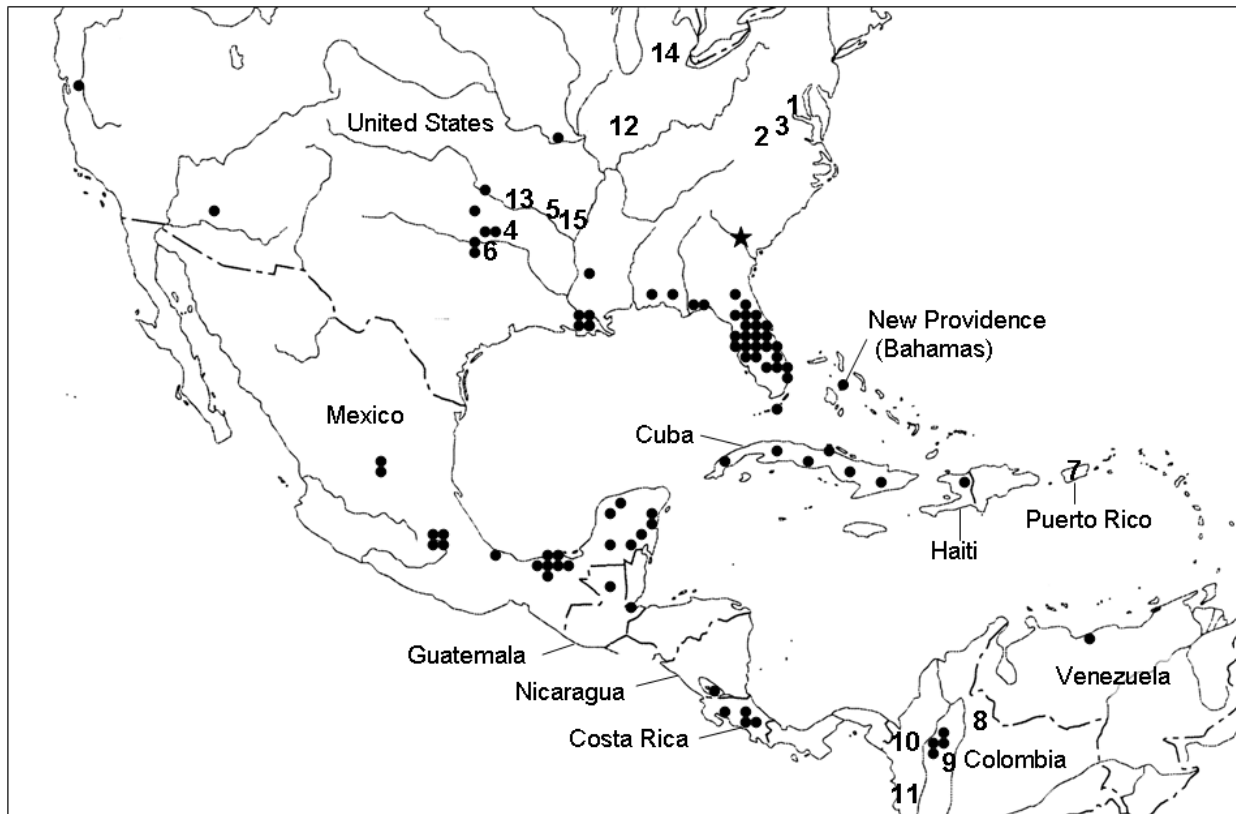 14
1
United States
12
2
3
13
5
15
4
6
New Providence
(Bahamas)
Mexico
Cuba
7
Puerto Rico
Haiti
Guatemala
Venezuela
Nicaragua
8
Costa Rica
10
9
Colombia
11